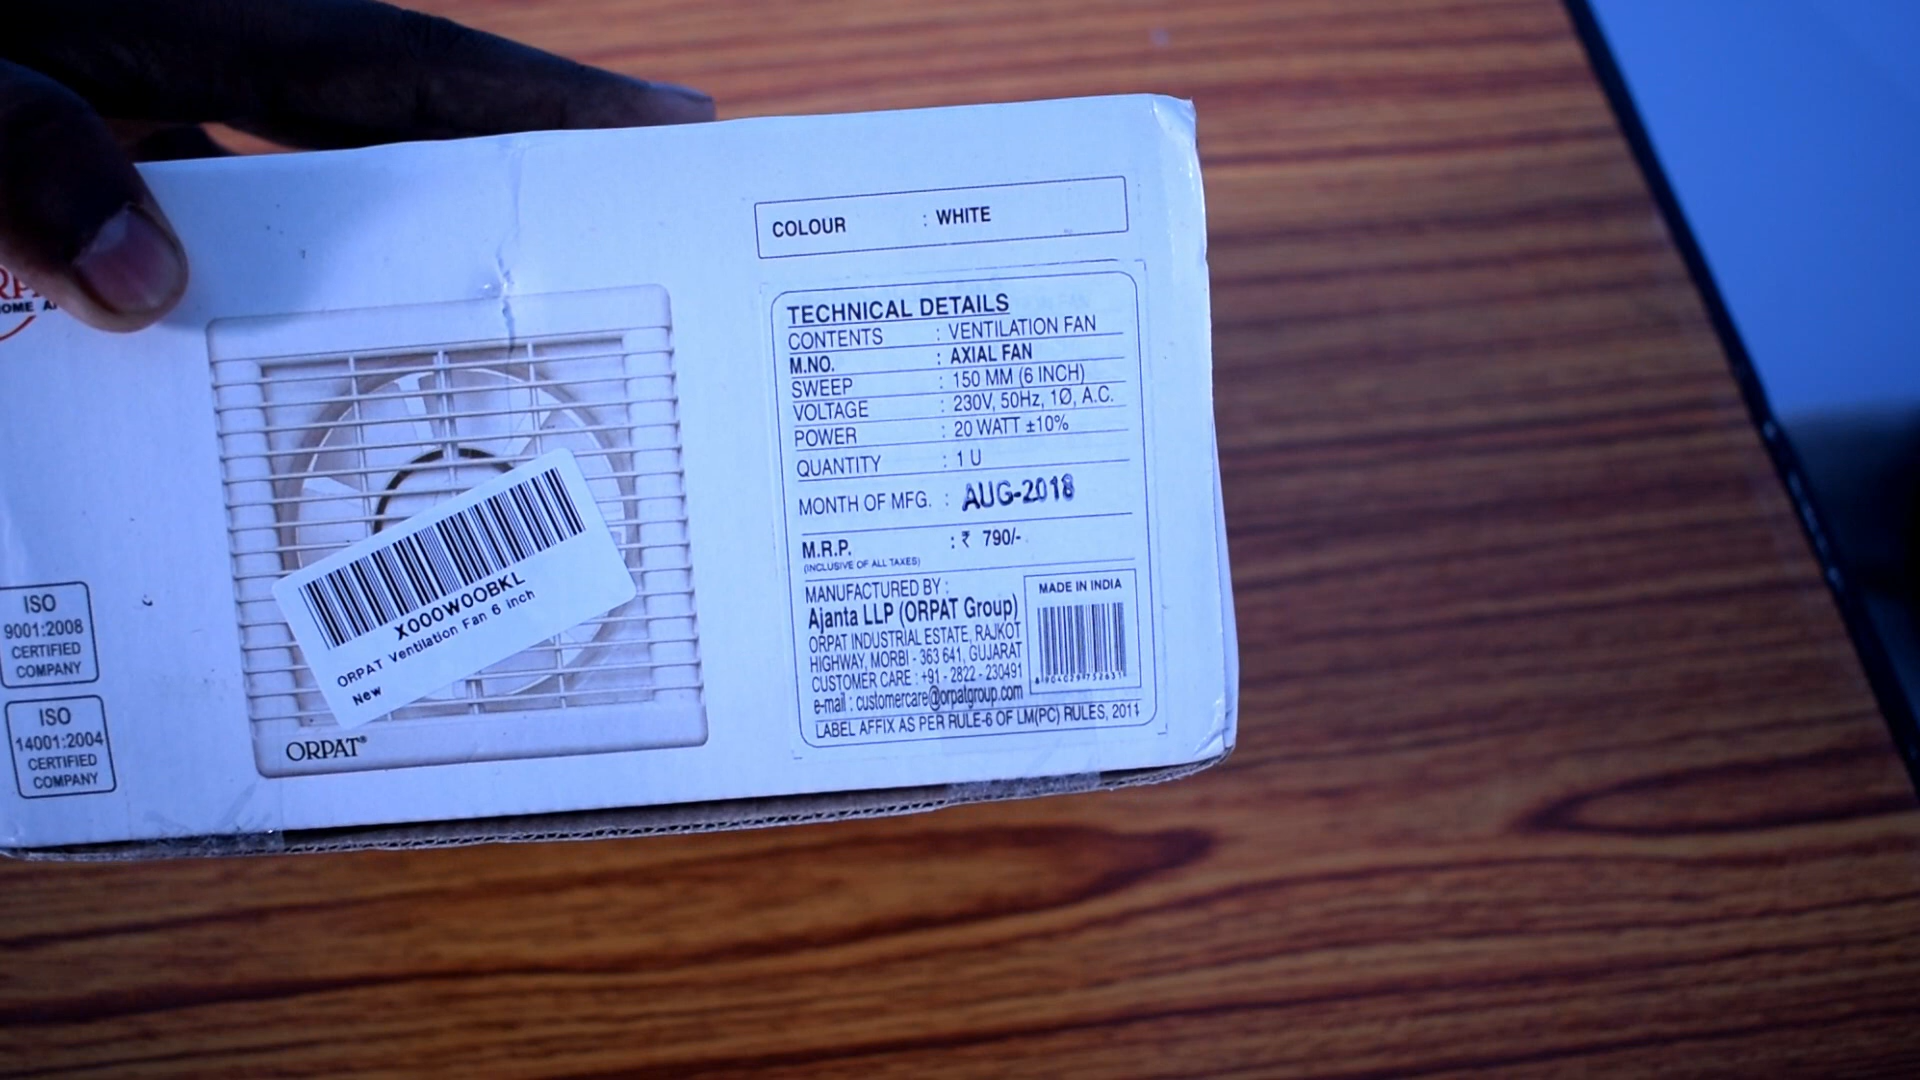 COLOUR : WHITE
TECHNICAL DETAILS
CONTENTS : VENTILATION FAN
M.NO. : AXIAL FAN
SWEEP : 150 MM (6 INCH)
VOLTAGE : 230V, 50Hz, 1Ø, A.C.
POWER : 20 WATT ±10%
QUANTITY : 1 U
MONTH OF MFG. : AUG-2018
M.R.P. : ₹ 790/-
(INCLUSIVE OF ALL TAXES)
MANUFACTURED BY :
Ajanta LLP (ORPAT Group)
ORPAT INDUSTRIAL ESTATE, RAJKOT
HIGHWAY, MORBI - 363 641, GUJARAT
CUSTOMER CARE : +91 - 2822 - 230491
e-mail : customercare@orpatgroup.com
LABEL AFFIX AS PER RULE-6 OF LM(PC) RULES, 2011
MADE IN INDIA
X000W0OBKL
ORPAT Ventilation Fan 6 inch
New
ORPAT®
ISO
9001:2008
CERTIFIED
COMPANY
ISO
14001:2004
CERTIFIED
COMPANY